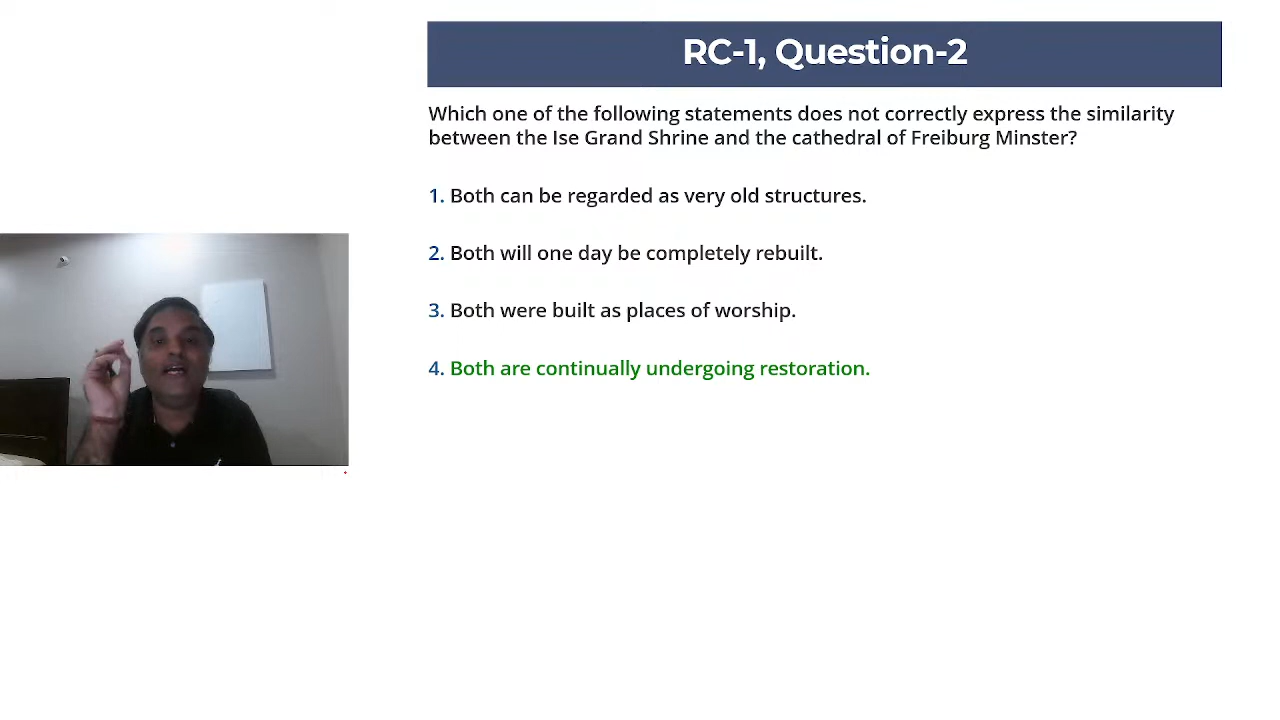 RC-1, Question-2
Which one of the following statements does not correctly express the similarity
between the Ise Grand Shrine and the cathedral of Freiburg Minster?
1. Both can be regarded as very old structures.
2. Both will one day be completely rebuilt.
3. Both were built as places of worship.
4. Both are continually undergoing restoration.